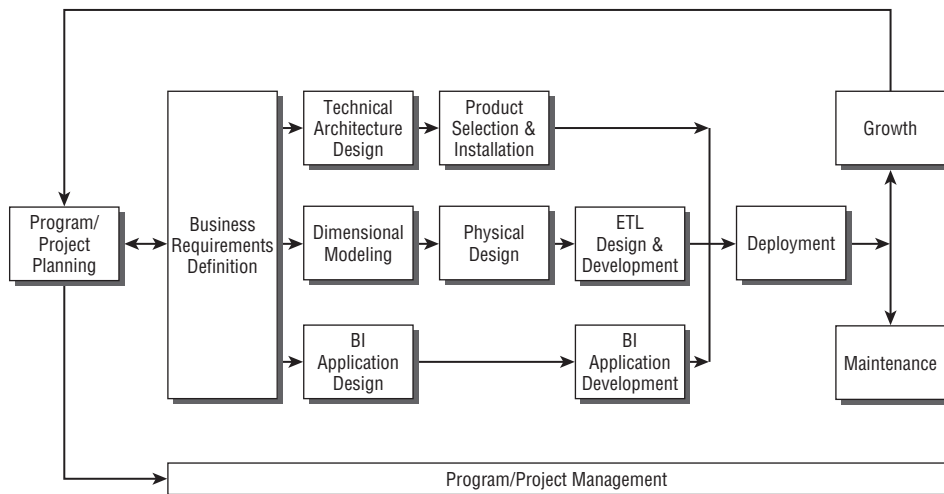 Technical
Architecture
Design
Product
Selection &
Installation
Growth
Program/
Project
Planning
Business
Requirements
Definition
Dimensional
Modeling
Physical
Design
ETL
Design &
Development
Deployment
BI
Application
Design
BI
Application
Development
Maintenance
Program/Project Management